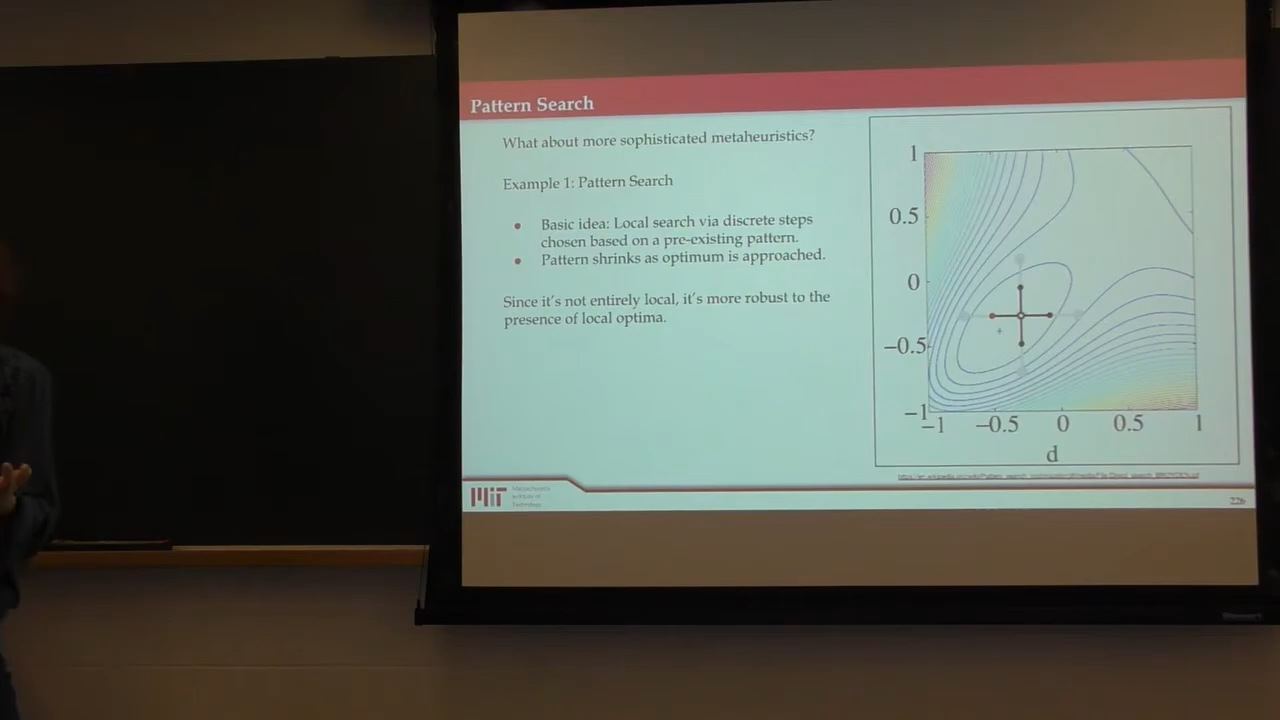 Pattern Search
What about more sophisticated metaheuristics?
Example 1: Pattern Search
• Basic idea: Local search via discrete steps
chosen based on a pre-existing pattern.
• Pattern shrinks as optimum is approached.
Since it's not entirely local, it's more robust to the
presence of local optima.
1
0.5
0
−0.5
−1
−1 −0.5 0 0.5 1
d
MIT
Massachusetts
Institute of
Technology
226